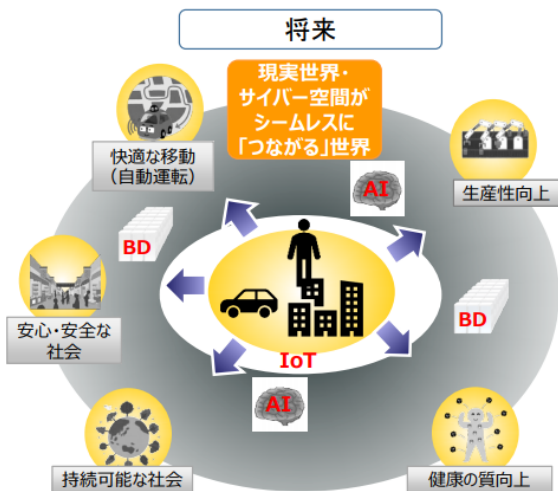 将来
現実世界・
サイバー空間が
シームレスに
「つながる」世界
快適な移動
（自動運転）
AI
生産性向上
BD
BD
安心・安全な
社会
IoT
AI
持続可能な社会
健康の質向上